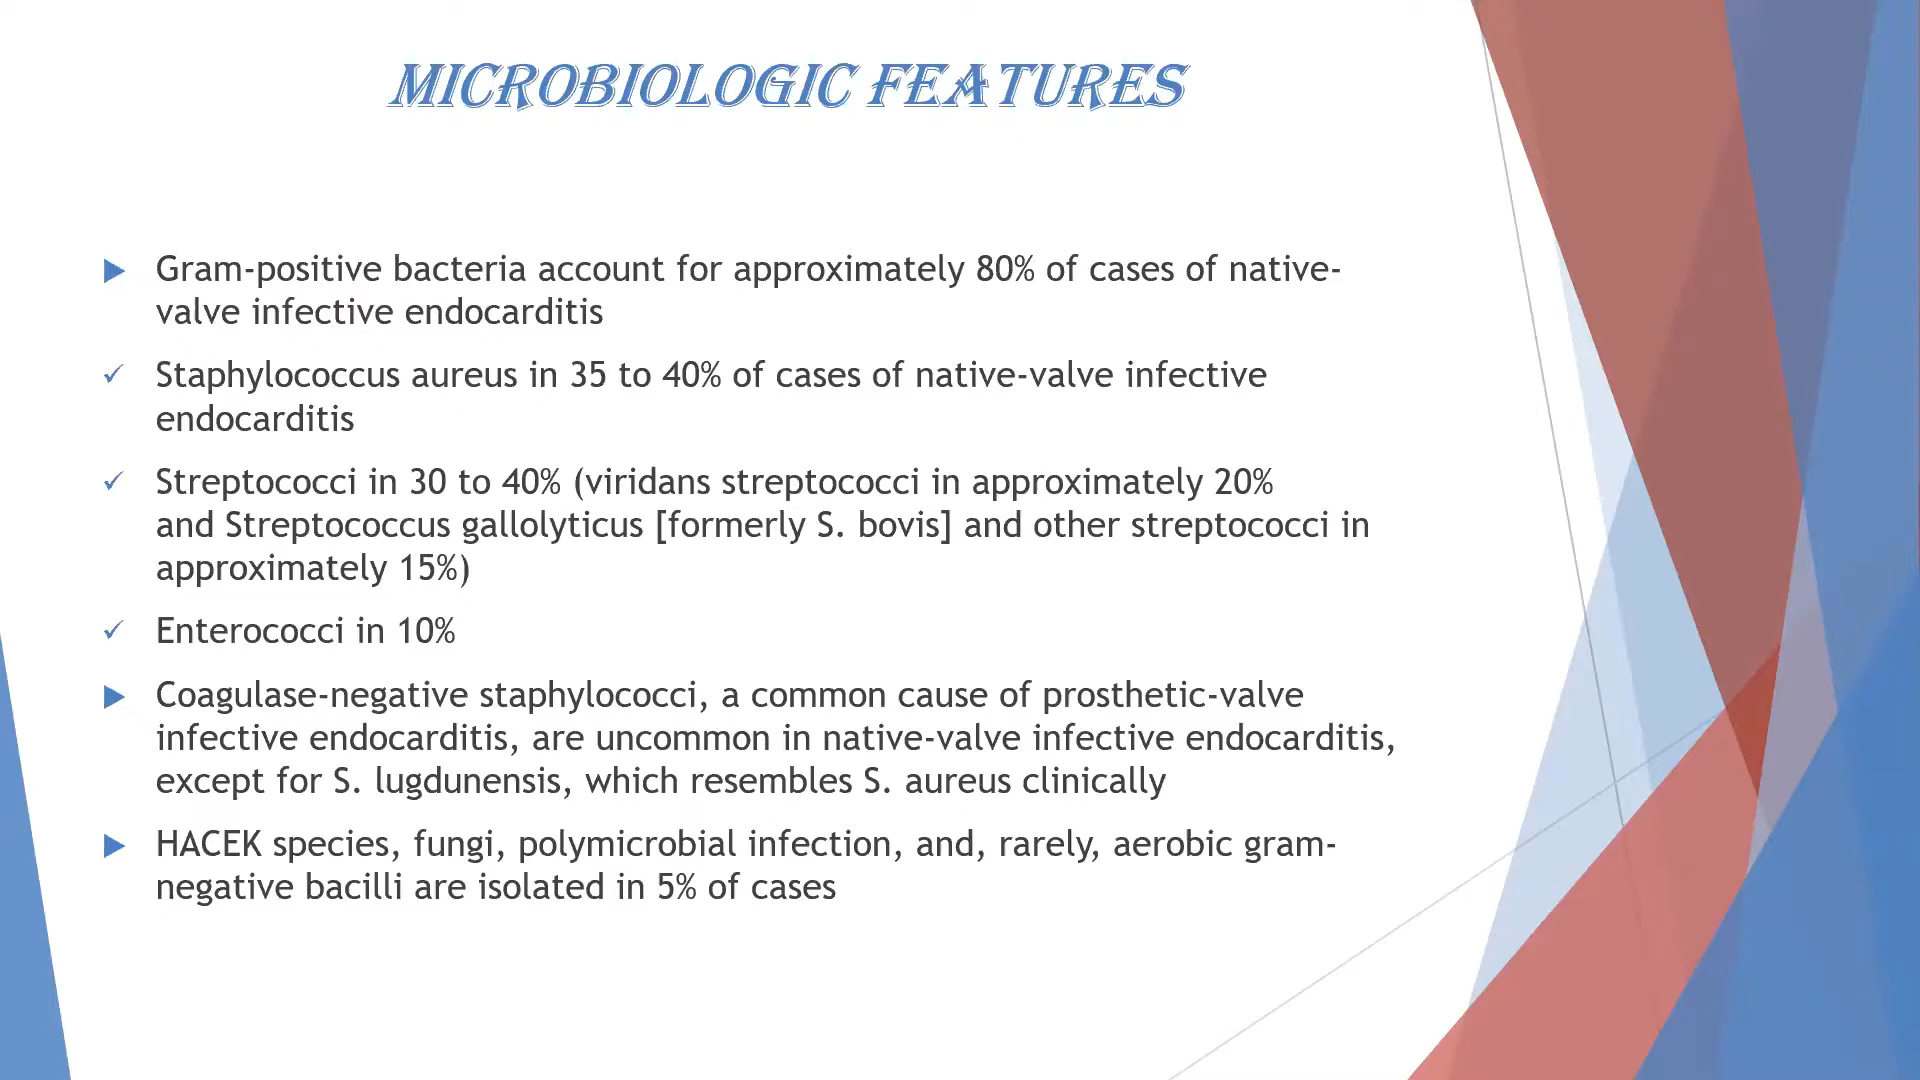 MICROBIOLOGIC FEATURES
Gram-positive bacteria account for approximately 80% of cases of native-
valve infective endocarditis
Staphylococcus aureus in 35 to 40% of cases of native-valve infective
endocarditis
Streptococci in 30 to 40% (viridans streptococci in approximately 20%
and Streptococcus gallolyticus [formerly S. bovis] and other streptococci in
approximately 15%)
Enterococci in 10%
Coagulase-negative staphylococci, a common cause of prosthetic-valve
infective endocarditis, are uncommon in native-valve infective endocarditis,
except for S. lugdunensis, which resembles S. aureus clinically
HACEK species, fungi, polymicrobial infection, and, rarely, aerobic gram-
negative bacilli are isolated in 5% of cases